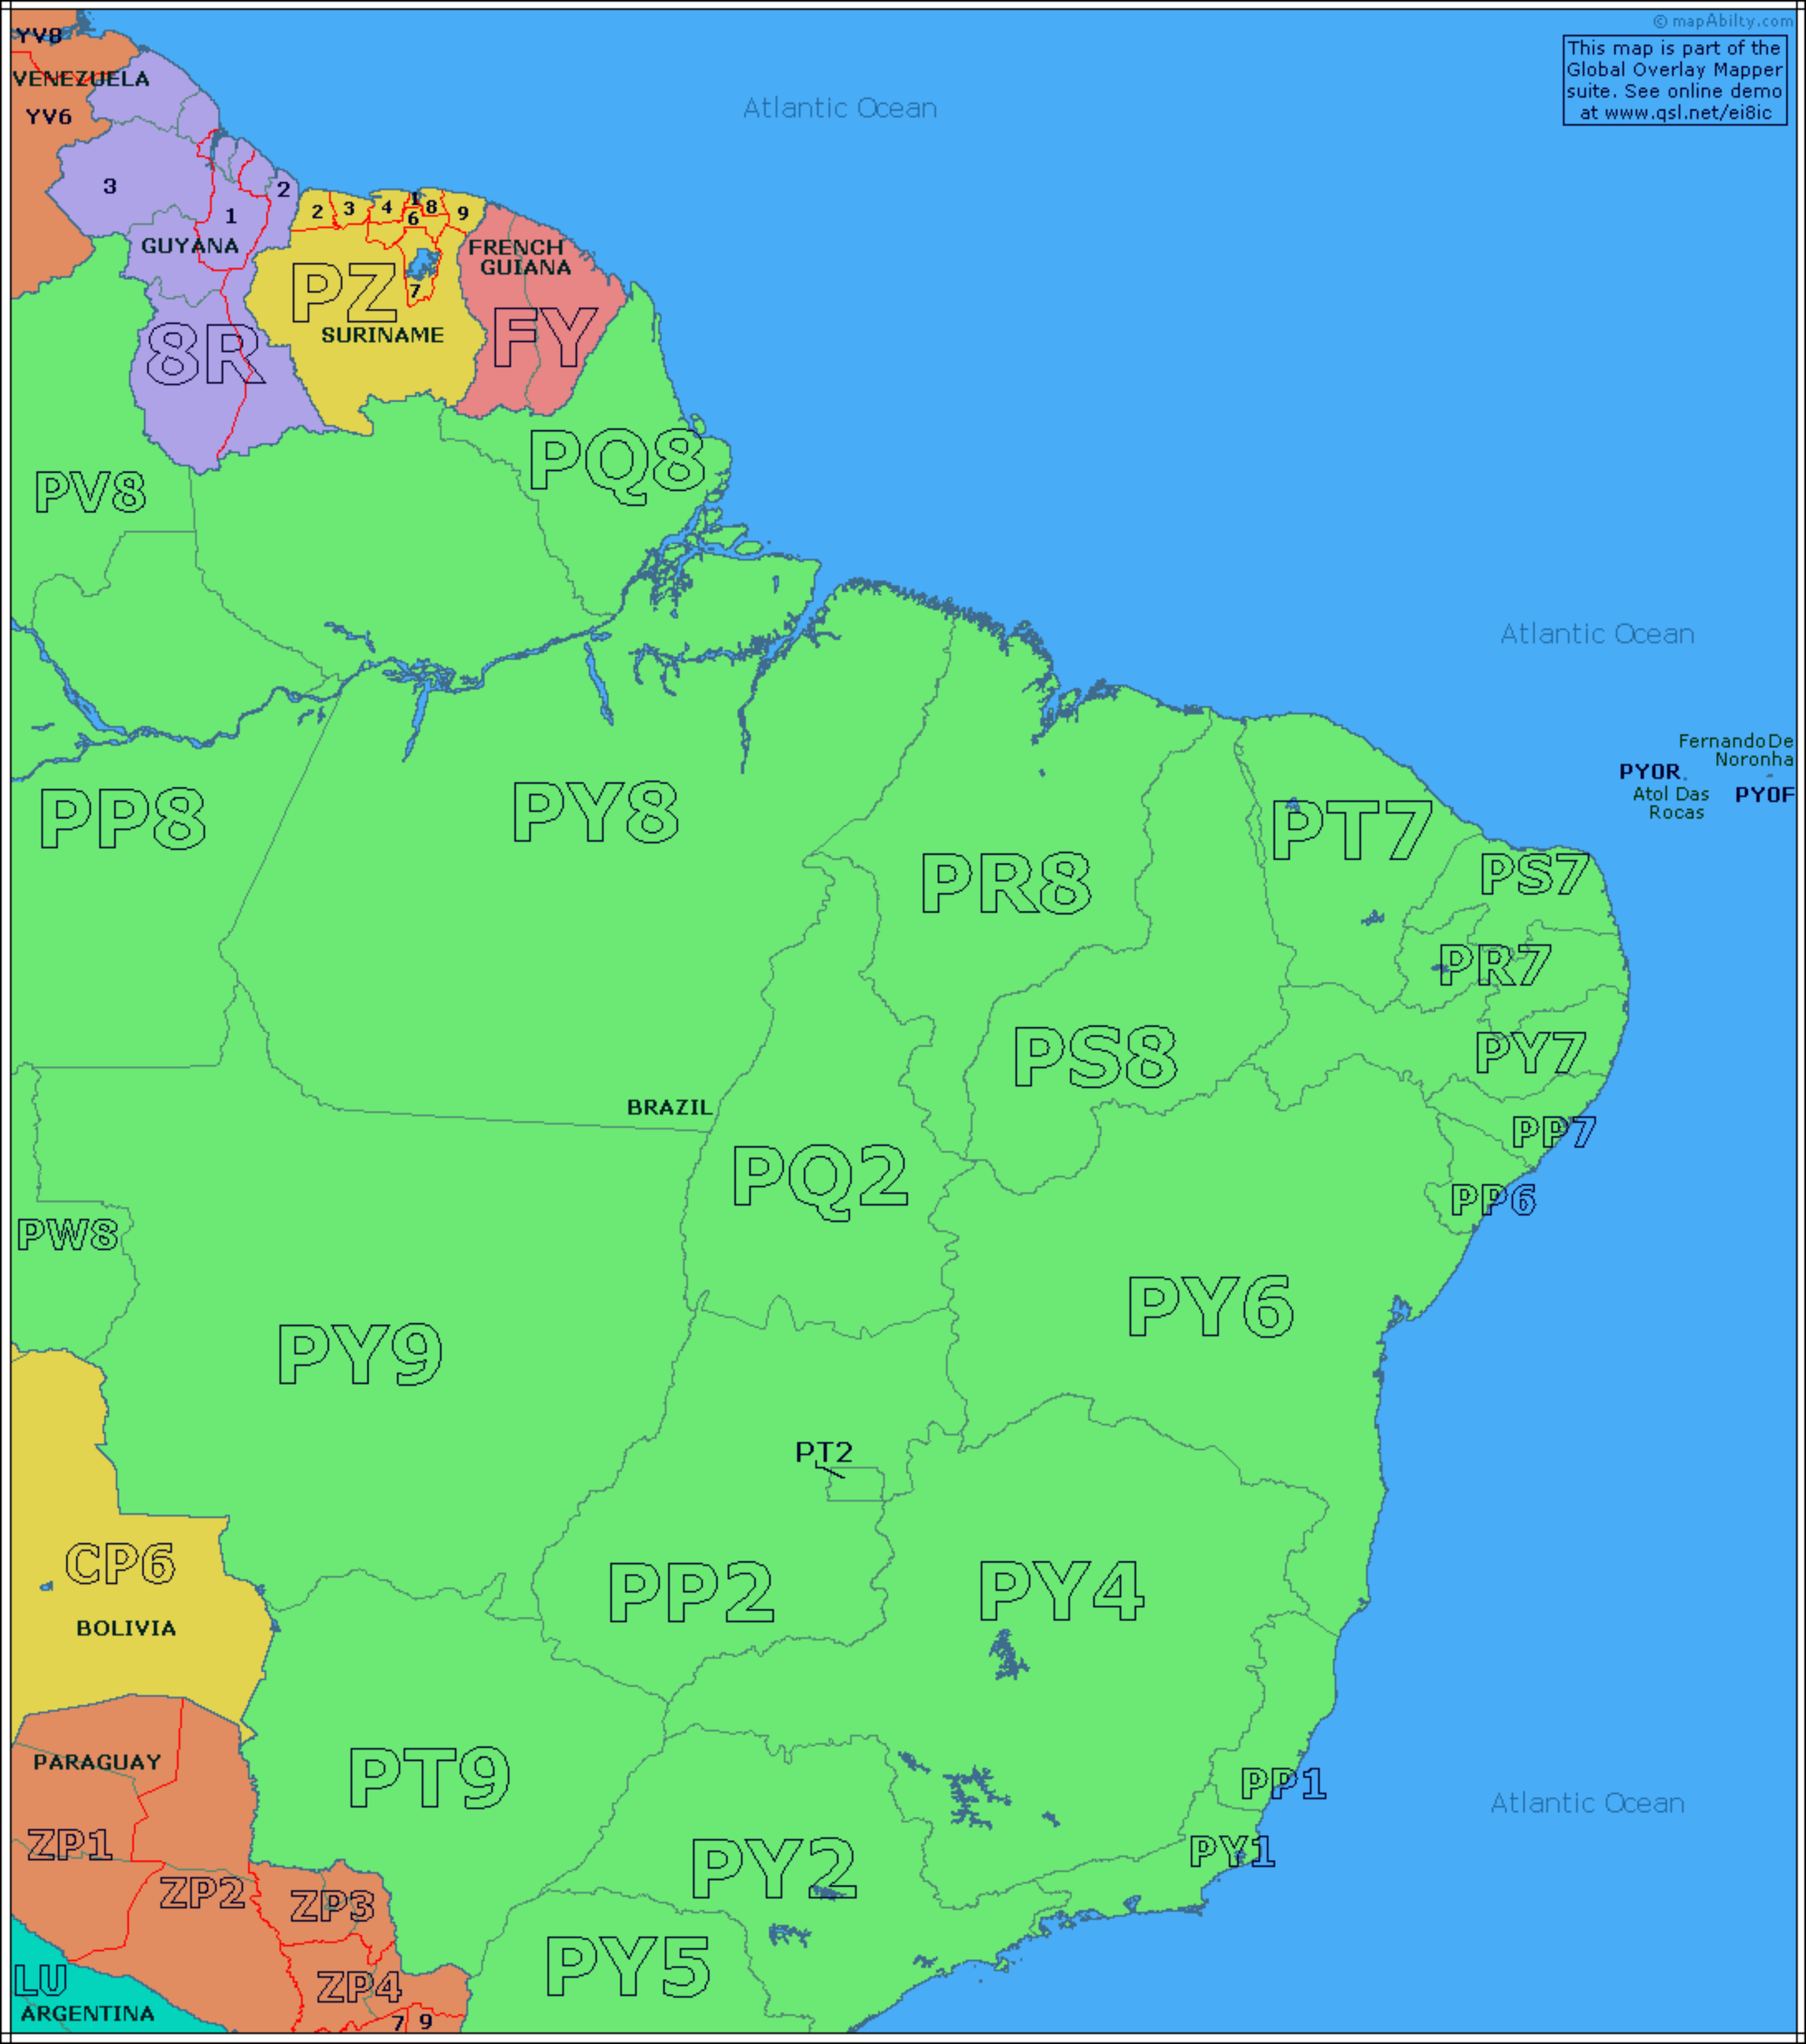 © mapAbilty.com
This map is part of the
Global Overlay Mapper
suite. See online demo
at www.qsl.net/ei8ic
YV8
VENEZUELA
YV6
Atlantic Ocean
3
2
1
GUYANA
8R
2
3
4
1
6
8
9
PZ
7
SURINAME
FRENCH
GUIANA
FY
PV8
PQ8
Atlantic Ocean
Fernando De
Noronha
PY0R
Atol Das
Rocas
PY0F
PP8
PY8
PR8
PT7
PS7
PR7
PS8
PY7
BRAZIL
PP7
PQ2
PP6
PW8
PY6
PY9
PT2
CP6
BOLIVIA
PP2
PY4
PARAGUAY
PT9
PP1
Atlantic Ocean
ZP1
PY1
PY2
ZP2
ZP3
PY5
LU
ZP4
ARGENTINA
7
9